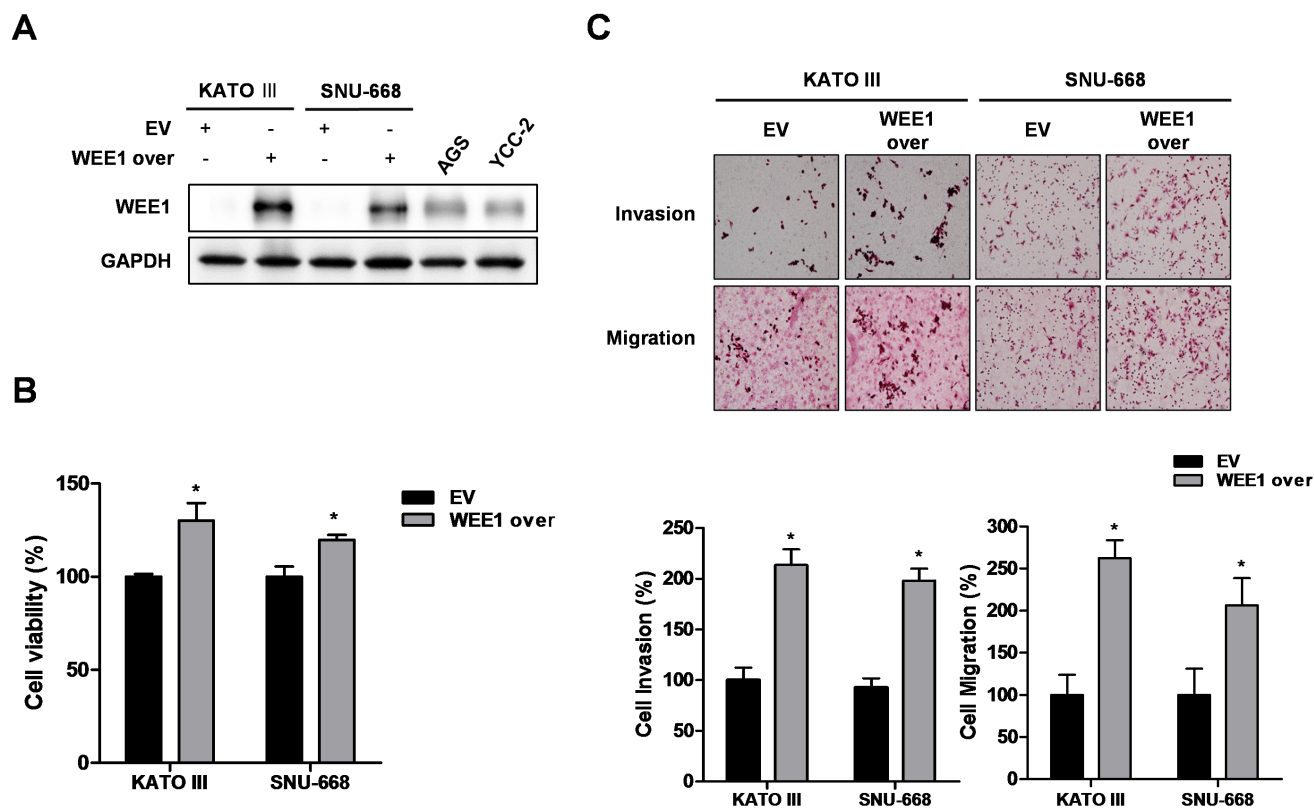 A
KATO III SNU-668
EV + - + -
WEE1 over - + - + AGS YCC-2
WEE1
GAPDH
B
150
100
50
0
Cell viability (%)
* *
EV
WEE1 over
KATO III SNU-668
C
KATO III SNU-668
EV WEE1 over EV WEE1 over
Invasion
Migration
EV
WEE1 over
250
200
150
100
50
0
Cell Invasion (%)
* *
KATO III SNU-668
300
250
200
150
100
50
0
Cell Migration (%)
* *
KATO III SNU-668